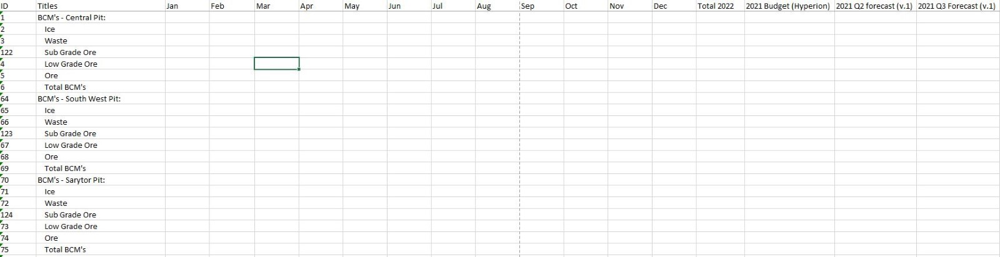 ID Titles Jan Feb Mar Apr May Jun Jul Aug Sep Oct Nov Dec Total 2022 2021 Budget (Hyperion) 2021 Q2 forecast (v.1) 2021 Q3 Forecast (v.1)
1 BCM's - Central Pit:
2 Ice
3 Waste
122 Sub Grade Ore
4 Low Grade Ore
5 Ore
6 Total BCM's
64 BCM's - South West Pit:
65 Ice
66 Waste
123 Sub Grade Ore
67 Low Grade Ore
68 Ore
69 Total BCM's
70 BCM's - Sarytor Pit:
71 Ice
72 Waste
124 Sub Grade Ore
73 Low Grade Ore
74 Ore
75 Total BCM's